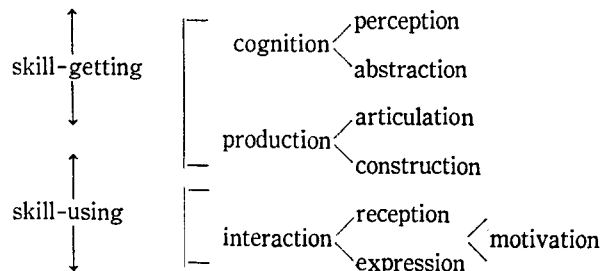 perception
cognition
skill-getting
abstraction
articulation
production
construction
skill-using
reception
interaction
motivation
expression